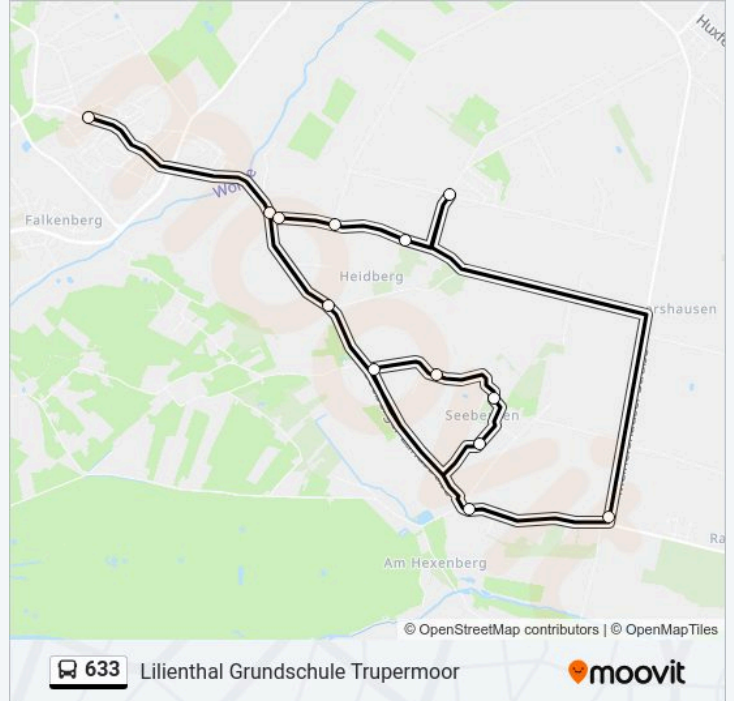 Falkenberg
Heidberg
Am Hexenberg
© OpenStreetMap contributors | © OpenMapTiles
633 Lilienthal Grundschule Trupermoor
moovit